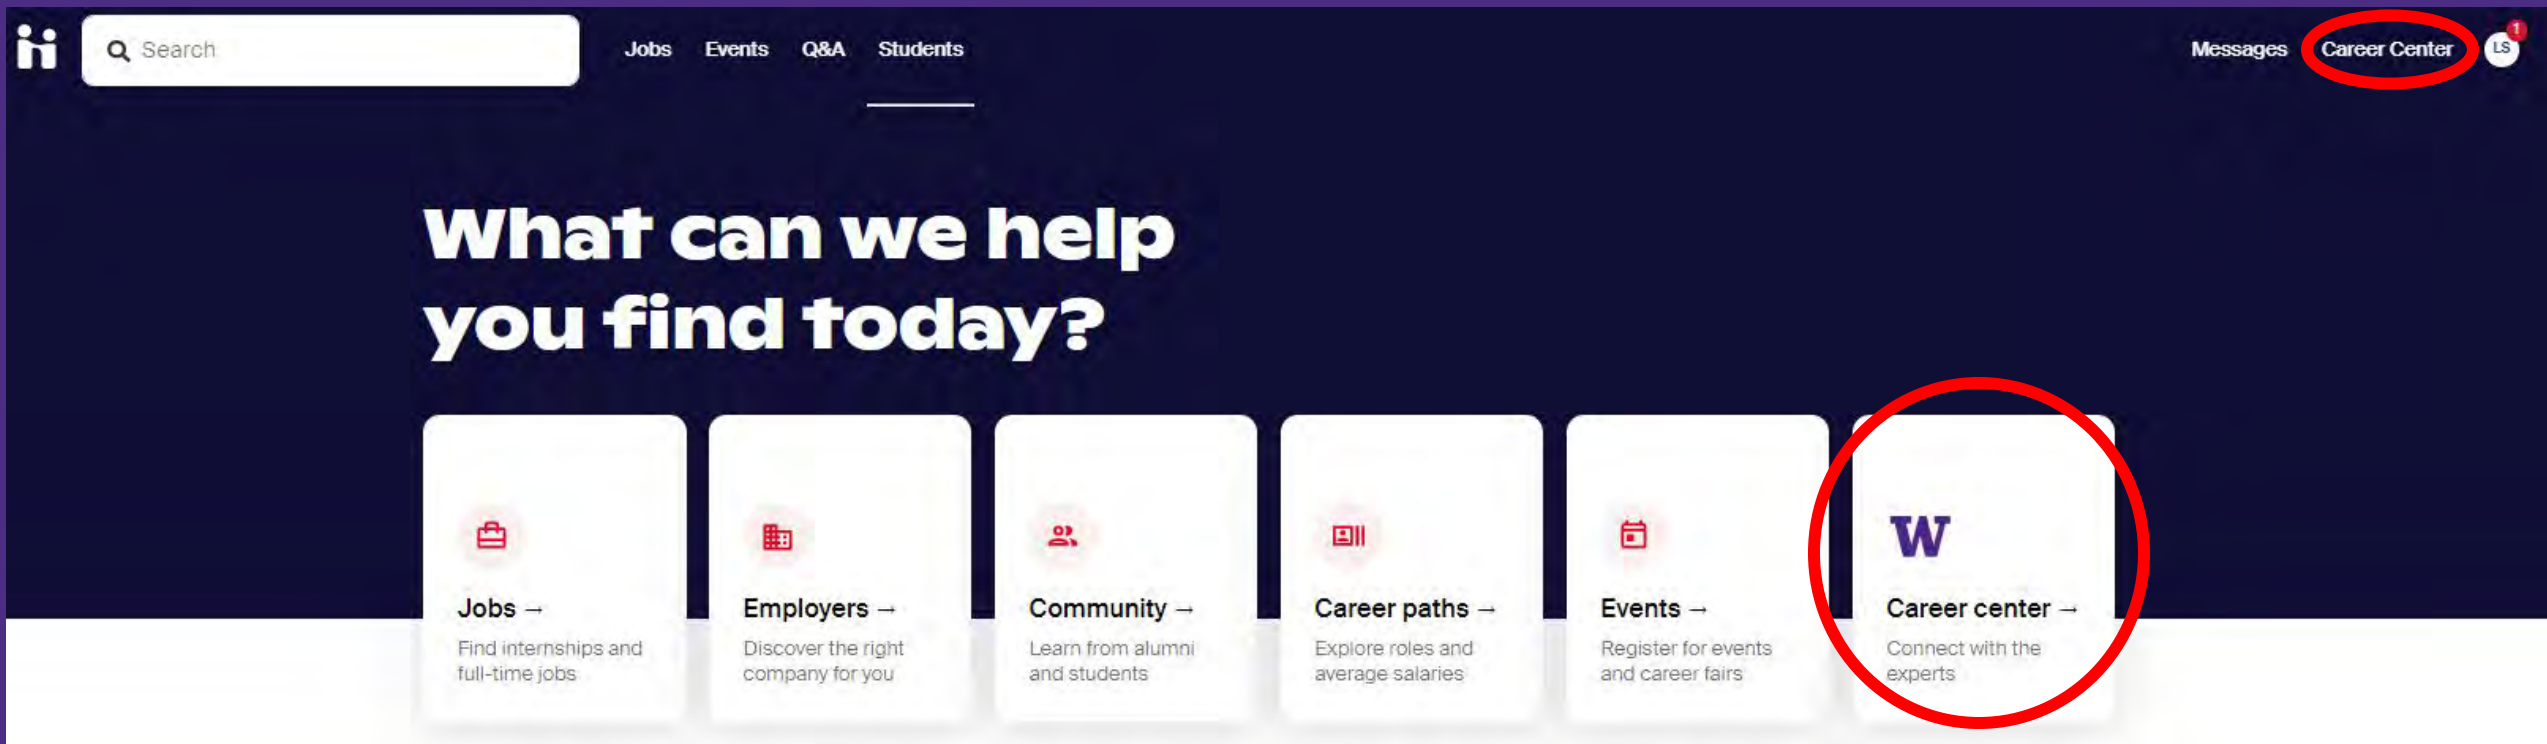 Search
Jobs Events Q&A Students
Messages Career Center LS 1
What can we help
you find today?
Jobs →
Find internships and
full-time jobs
Employers →
Discover the right
company for you
Community →
Learn from alumni
and students
Career paths →
Explore roles and
average salaries
Events →
Register for events
and career fairs
W
Career center →
Connect with the
experts